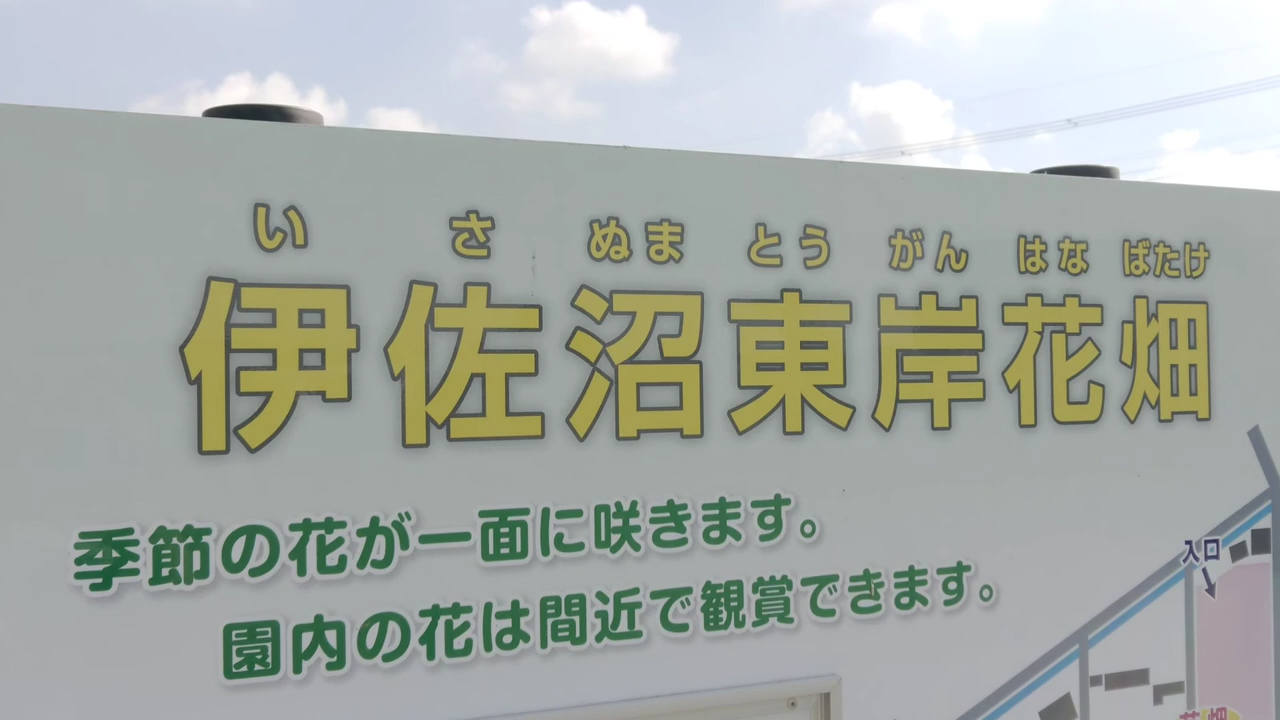 い さ ぬま とう がん はな ばたけ
伊佐沼東岸花畑
季節の花が一面に咲きます。
園内の花は間近で観賞できます。
入口